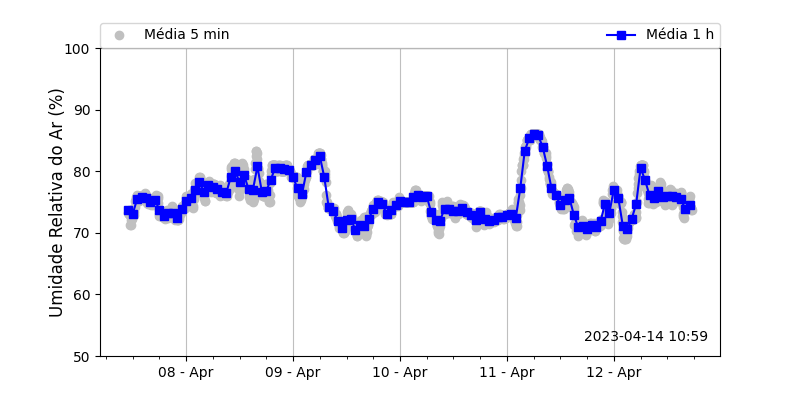 Média 5 min
Média 1 h
Umidade Relativa do Ar (%)
100
90
80
70
60
50
2023-04-14 10:59
08 - Apr
09 - Apr
10 - Apr
11 - Apr
12 - Apr